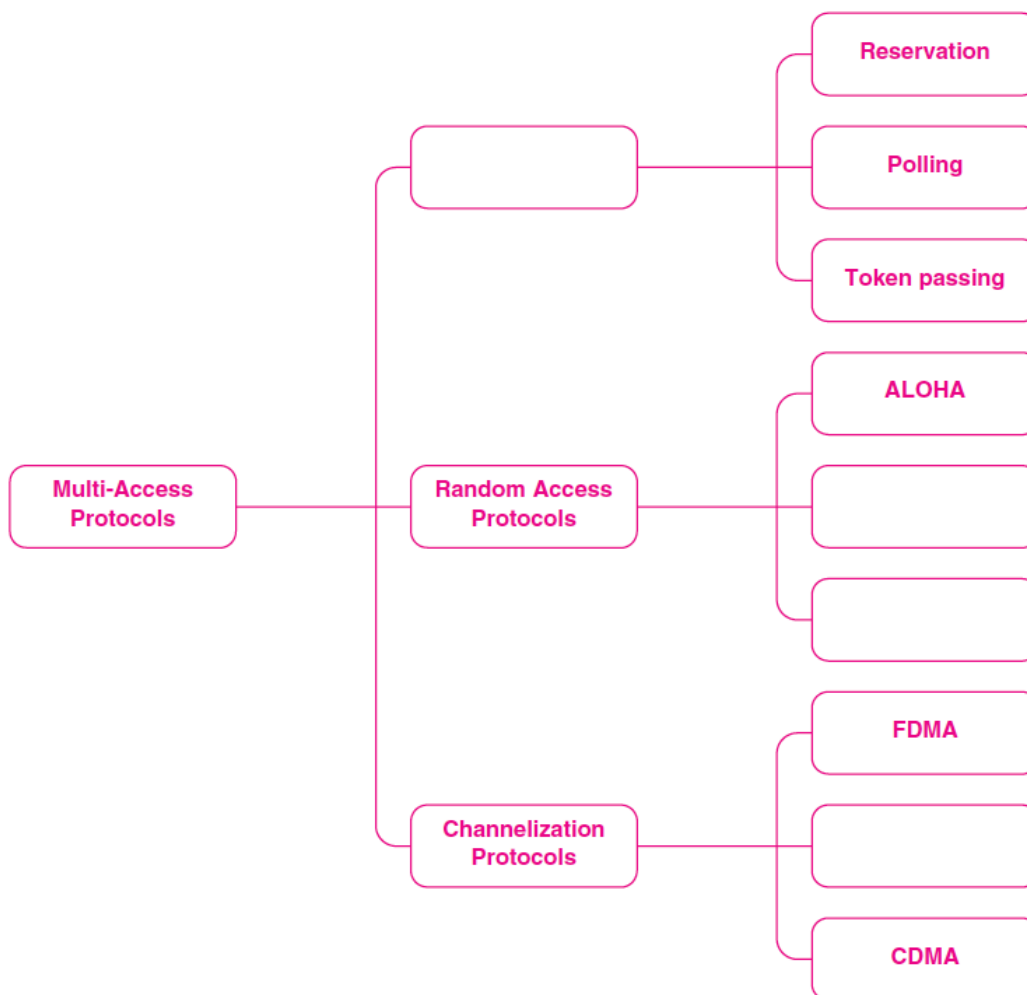 Reservation
Polling
Token passing
ALOHA
Multi-Access
Protocols
Random Access
Protocols
FDMA
Channelization
Protocols
CDMA